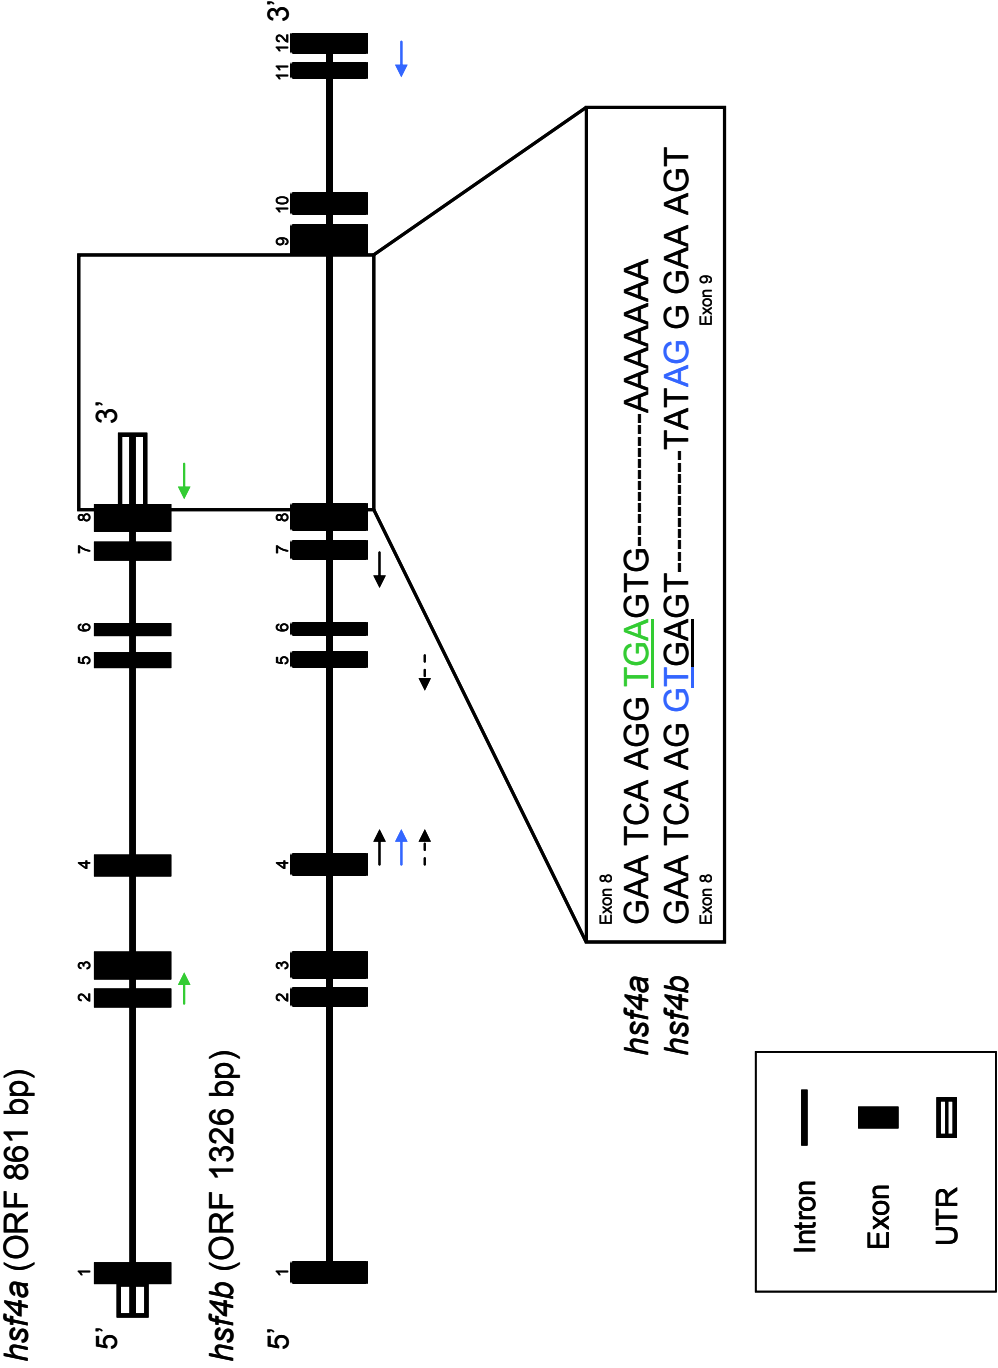 hsf4a (ORF 861 bp)
5’
1 2 3 4 5 6 7 8
3’
hsf4b (ORF 1326 bp)
5’
1 2 3 4 5 6 7 8 9 10 11 12
3’
Exon 8
hsf4a GAA TCA AGG TGAGTG-------------AAAAAAA
hsf4b GAA TCA AG GTGAGT------------TATAG G GAA AGT
Exon 8 Exon 9
Intron
Exon
UTR